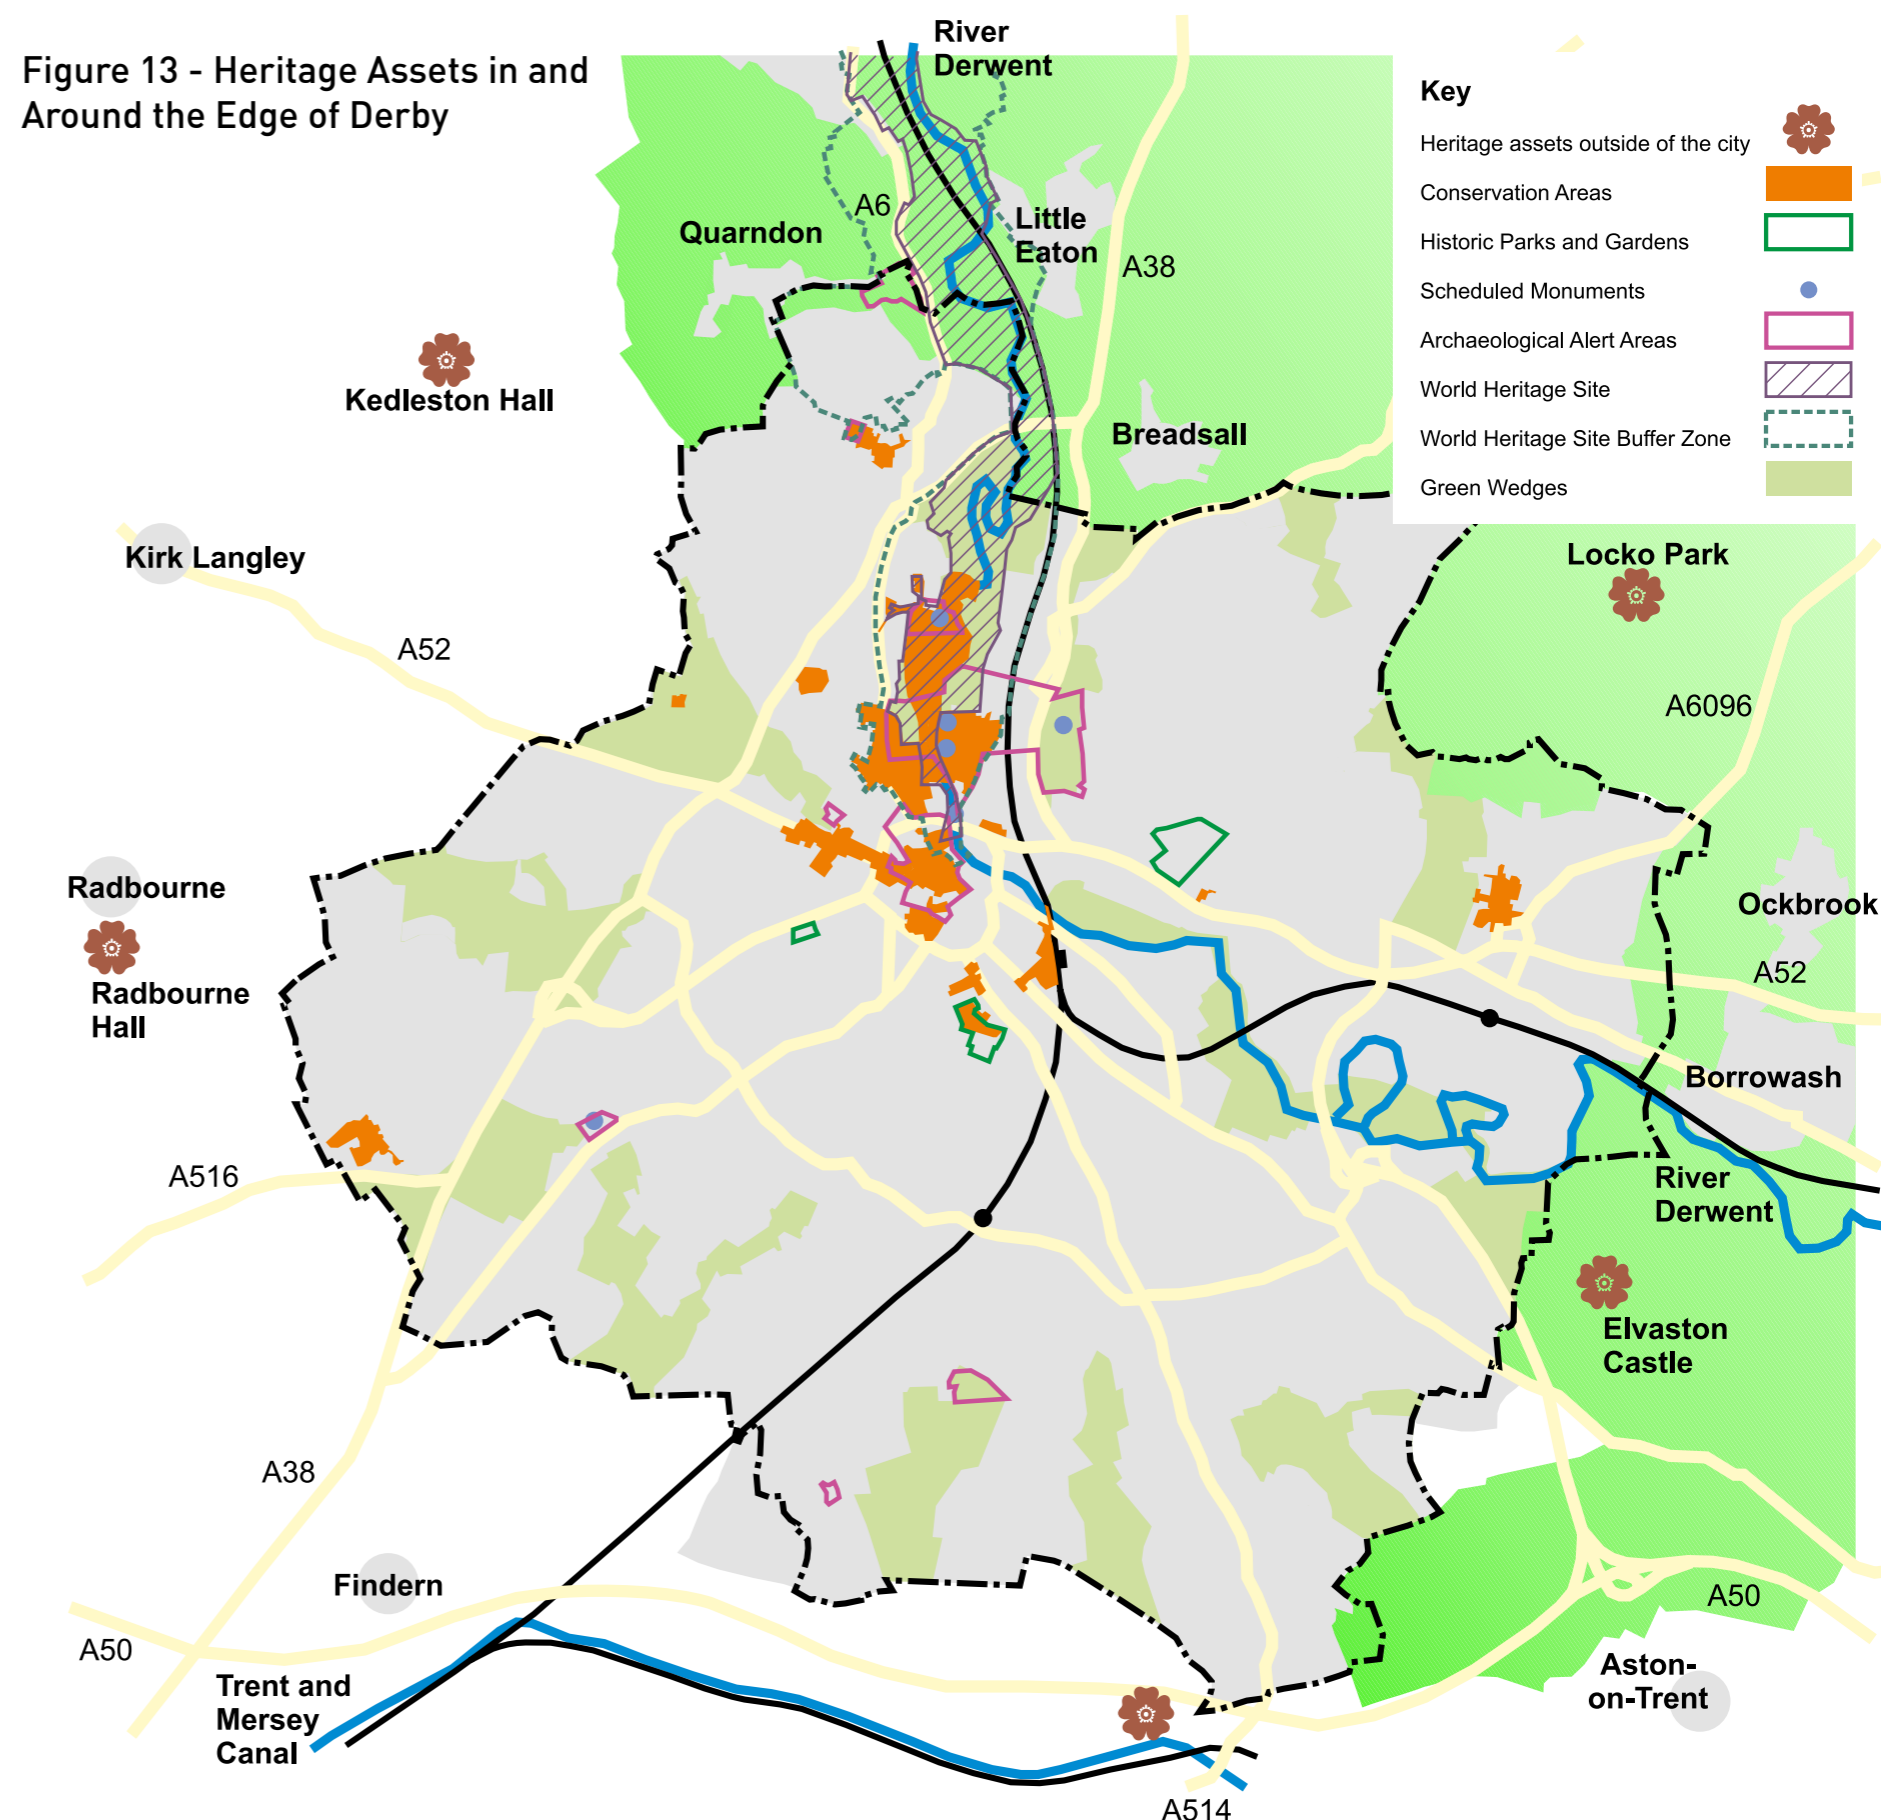 Figure 13 - Heritage Assets in and
Around the Edge of Derby
River
Derwent
Key
Heritage assets outside of the city
Conservation Areas
Historic Parks and Gardens
Scheduled Monuments
Archaeological Alert Areas
World Heritage Site
World Heritage Site Buffer Zone
Green Wedges
A6
Quarndon
Little
Eaton
A38
Kedleston Hall
Breadsall
Kirk Langley
Locko Park
A52
A6096
Radbourne
Ockbrook
Radbourne
Hall
A52
Borrowash
A516
River
Derwent
Elvaston
Castle
A38
Findern
A50
A50
Trent and
Mersey
Canal
Aston-
on-Trent
A514